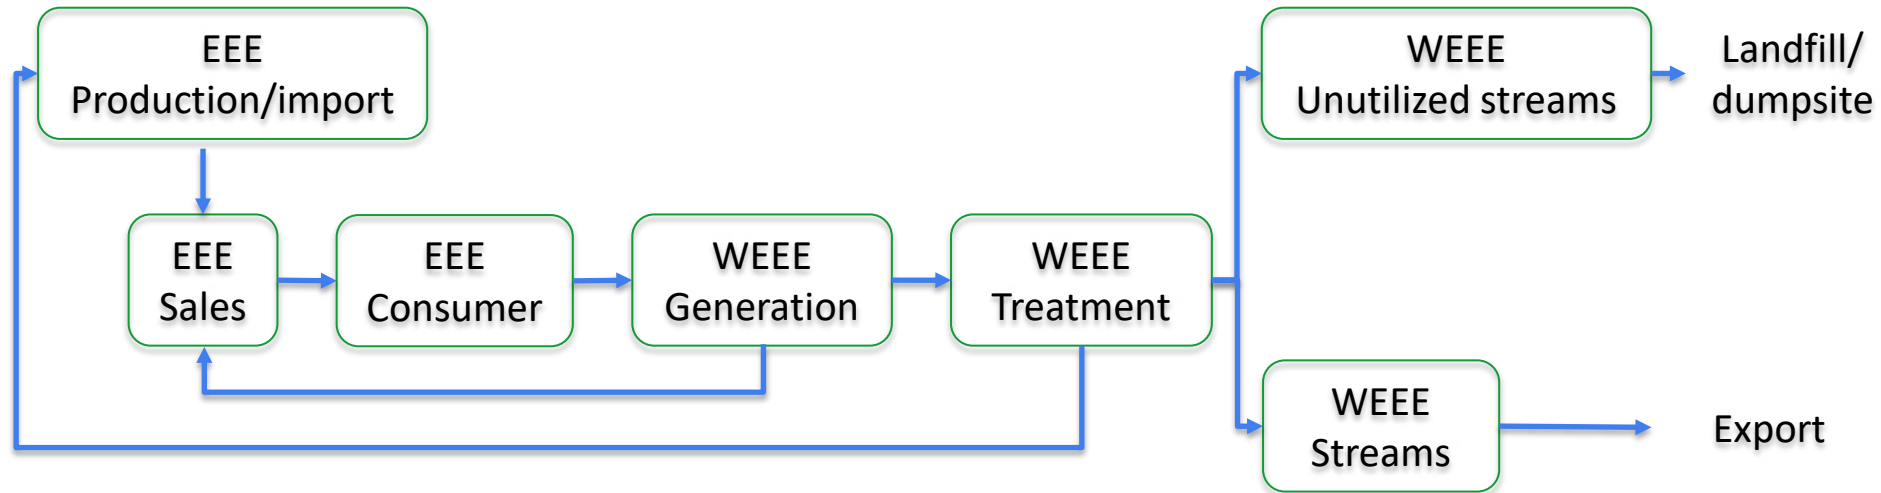 EEE
Production/import
WEEE
Unutilized streams
Landfill/
dumpsite
EEE
Sales
EEE
Consumer
WEEE
Generation
WEEE
Treatment
WEEE
Streams
Export